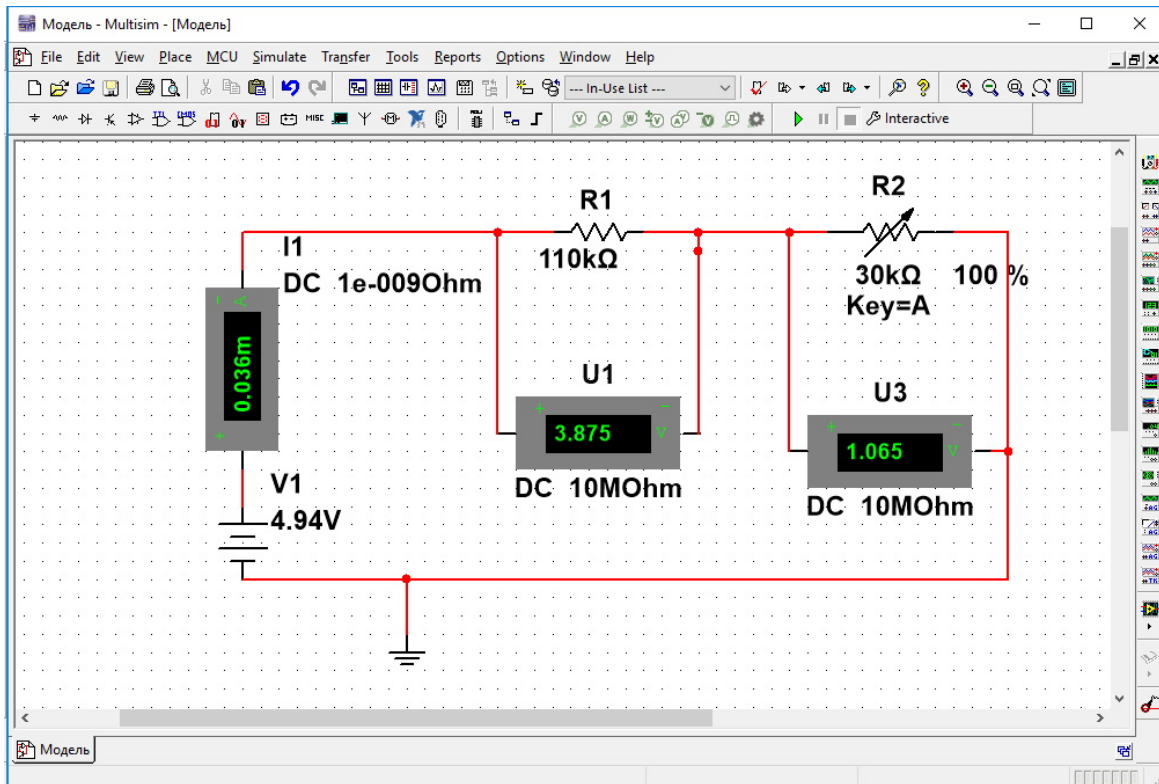 Модель - Multisim - [Модель]
File Edit View Place MCU Simulate Transfer Tools Reports Options Window Help
--- In-Use List ---
MISC Interactive
R1
R2
I1
110kΩ
DC 1e-009Ohm
30kΩ 100 %
Key=A
A
0.036m
U1
3.875 V
DC 10MOhm
U3
1.065 V
DC 10MOhm
V1
4.94V
Модель